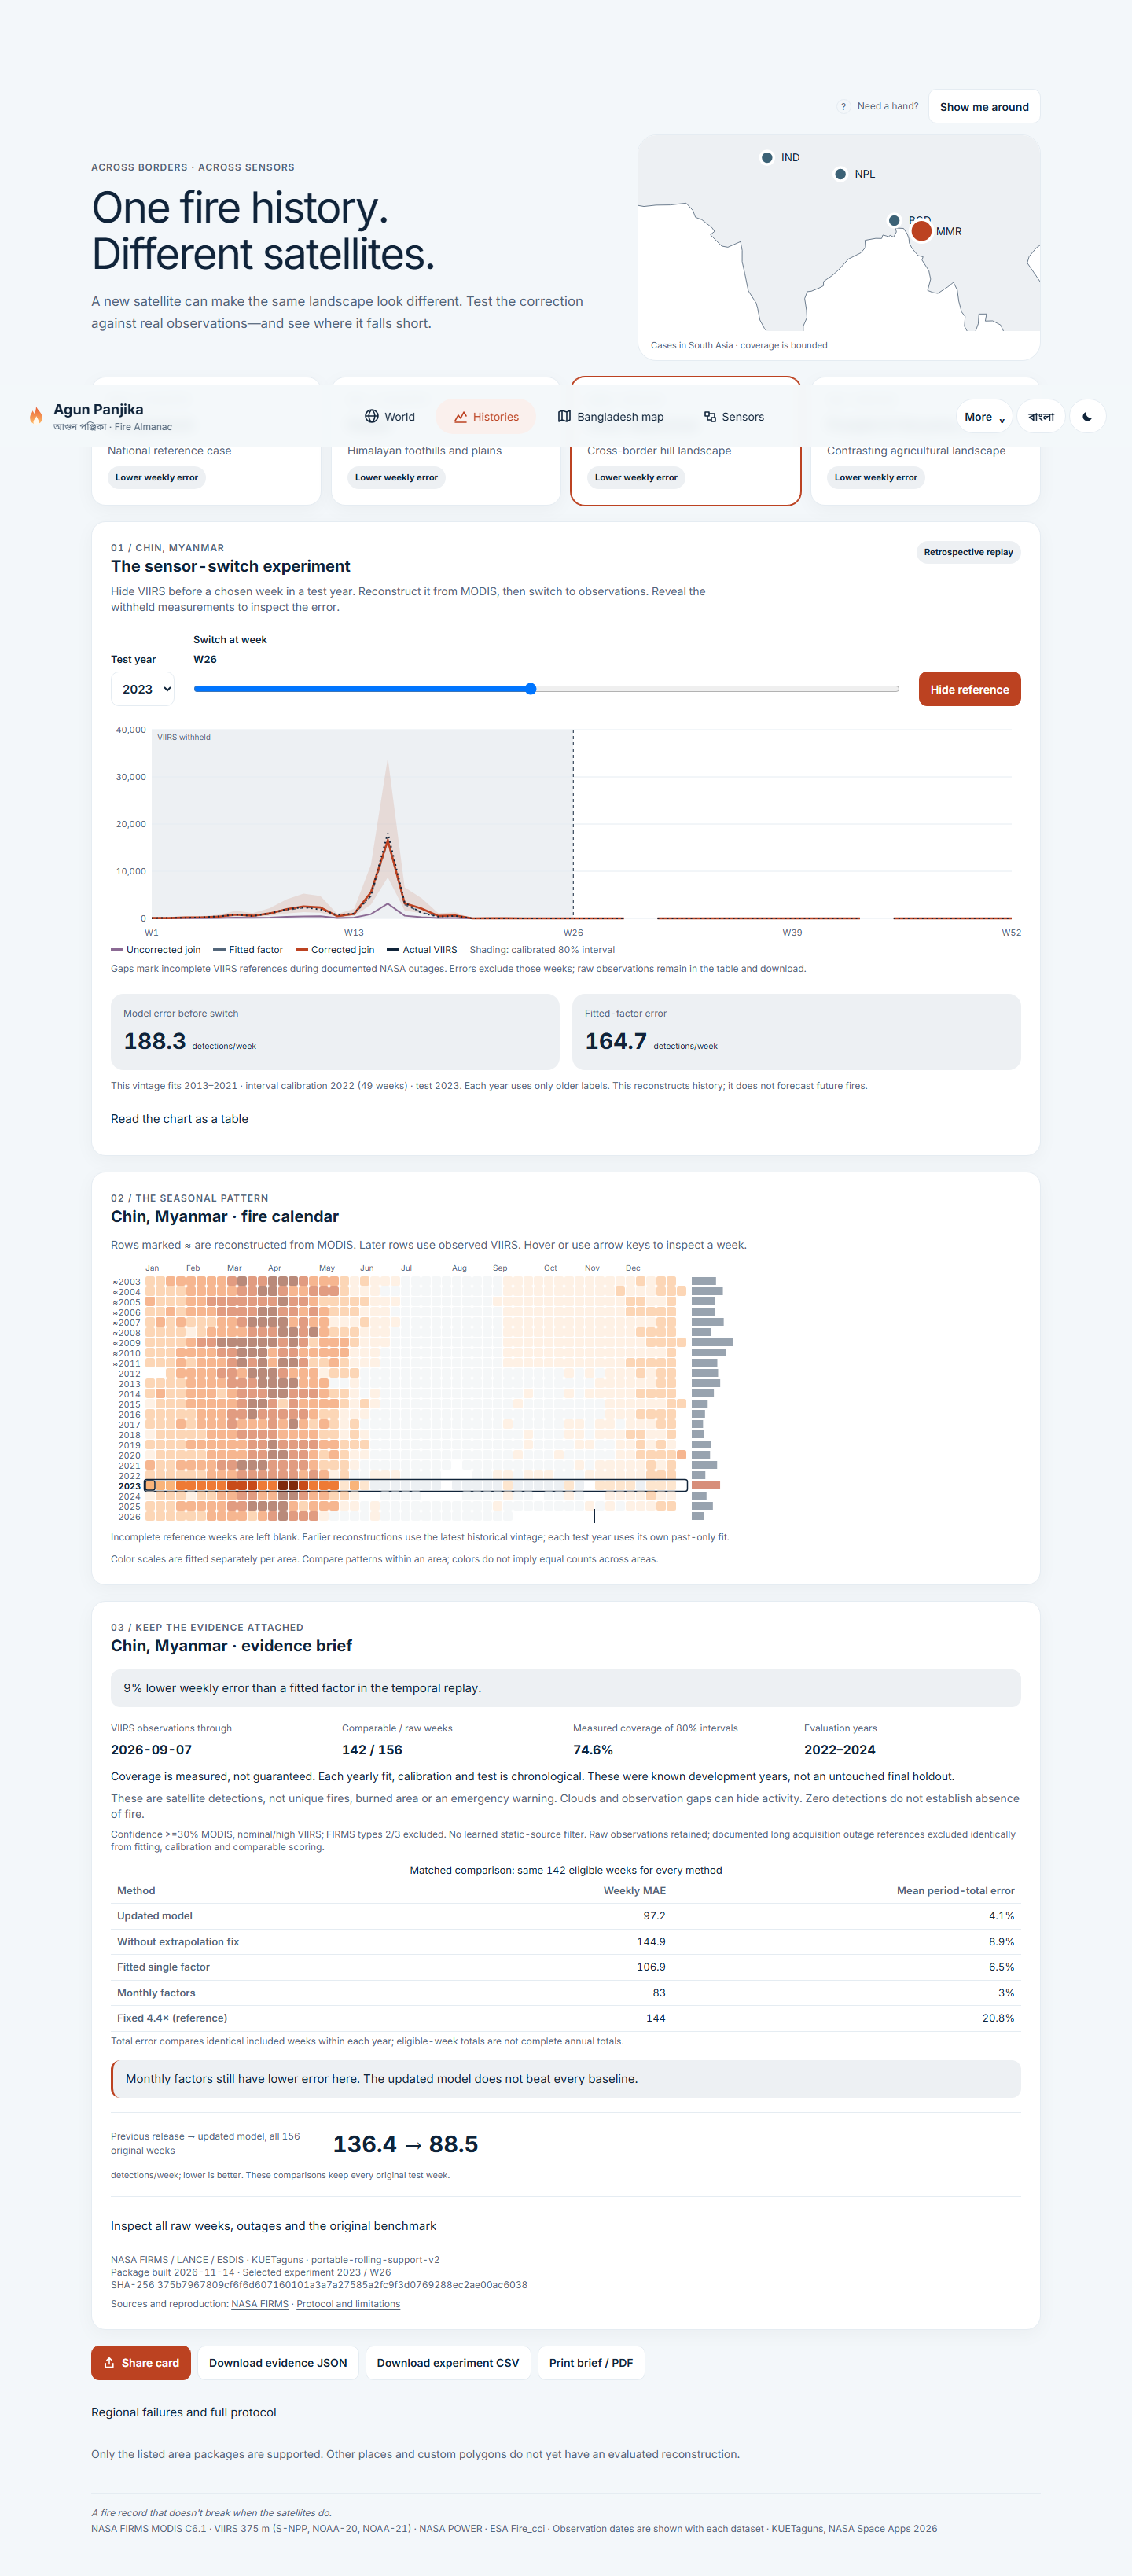 ? Need a hand? Show me around
ACROSS BORDERS · ACROSS SENSORS
One fire history.
Different satellites.
A new satellite can make the same landscape look different. Test the correction
against real observations—and see where it falls short.
IND
NPL
MMR
Cases in South Asia · coverage is bounded
Agun Panjika
আগুন পঞ্জিকা · Fire Almanac
World
Histories
Bangladesh map
Sensors
More
বাংলা
National reference case
Lower weekly error
Himalayan foothills and plains
Lower weekly error
Cross-border hill landscape
Lower weekly error
Contrasting agricultural landscape
Lower weekly error
01 / CHIN, MYANMAR
The sensor-switch experiment
Retrospective replay
Hide VIIRS before a chosen week in a test year. Reconstruct it from MODIS, then switch to observations. Reveal the
withheld measurements to inspect the error.
Switch at week
Test year
W26
2023
Hide reference
40,000
VIIRS withheld
30,000
20,000
10,000
0
W1 W13 W26 W39 W52
Uncorrected join Fitted factor Corrected join Actual VIIRS Shading: calibrated 80% interval
Gaps mark incomplete VIIRS references during documented NASA outages. Errors exclude those weeks; raw observations remain in the table and download.
Model error before switch
188.3 detections/week
Fitted-factor error
164.7 detections/week
This vintage fits 2013–2021 · interval calibration 2022 (49 weeks) · test 2023. Each year uses only older labels. This reconstructs history; it does not forecast future fires.
Read the chart as a table
02 / THE SEASONAL PATTERN
Chin, Myanmar · fire calendar
Rows marked ≈ are reconstructed from MODIS. Later rows use observed VIIRS. Hover or use arrow keys to inspect a week.
Jan Feb Mar Apr May Jun Jul Aug Sep Oct Nov Dec
≈2003
≈2004
≈2005
≈2006
≈2007
≈2008
≈2009
≈2010
≈2011
2012
2013
2014
2015
2016
2017
2018
2019
2020
2021
2022
2023
2024
2025
2026
Incomplete reference weeks are left blank. Earlier reconstructions use the latest historical vintage; each test year uses its own past-only fit.
Color scales are fitted separately per area. Compare patterns within an area; colors do not imply equal counts across areas.
03 / KEEP THE EVIDENCE ATTACHED
Chin, Myanmar · evidence brief
9% lower weekly error than a fitted factor in the temporal replay.
VIIRS observations through
2026-09-07
Comparable / raw weeks
142 / 156
Measured coverage of 80% intervals
74.6%
Evaluation years
2022–2024
Coverage is measured, not guaranteed. Each yearly fit, calibration and test is chronological. These were known development years, not an untouched final holdout.
These are satellite detections, not unique fires, burned area or an emergency warning. Clouds and observation gaps can hide activity. Zero detections do not establish absence
of fire.
Confidence >=30% MODIS, nominal/high VIIRS; FIRMS types 2/3 excluded. No learned static-source filter. Raw observations retained; documented long acquisition outage references excluded identically
from fitting, calibration and comparable scoring.
Matched comparison: same 142 eligible weeks for every method
Method Weekly MAE Mean period-total error
Updated model 97.2 4.1%
Without extrapolation fix 144.9 8.9%
Fitted single factor 106.9 6.5%
Monthly factors 83 3%
Fixed 4.4× (reference) 144 20.8%
Total error compares identical included weeks within each year; eligible-week totals are not complete annual totals.
Monthly factors still have lower error here. The updated model does not beat every baseline.
Previous release → updated model, all 156
original weeks
136.4 → 88.5
detections/week; lower is better. These comparisons keep every original test week.
Inspect all raw weeks, outages and the original benchmark
NASA FIRMS / LANCE / ESDIS · KUETaguns · portable-rolling-support-v2
Package built 2026-11-14 · Selected experiment 2023 / W26
SHA-256 375b7967809cf6f6d607160101a3a7a27585a2fc9f3d0769288ec2ae00ac6038
Sources and reproduction: NASA FIRMS · Protocol and limitations
Share card
Download evidence JSON
Download experiment CSV
Print brief / PDF
Regional failures and full protocol
Only the listed area packages are supported. Other places and custom polygons do not yet have an evaluated reconstruction.
A fire record that doesn't break when the satellites do.
NASA FIRMS MODIS C6.1 · VIIRS 375 m (S-NPP, NOAA-20, NOAA-21) · NASA POWER · ESA Fire_cci · Observation dates are shown with each dataset · KUETaguns, NASA Space Apps 2026